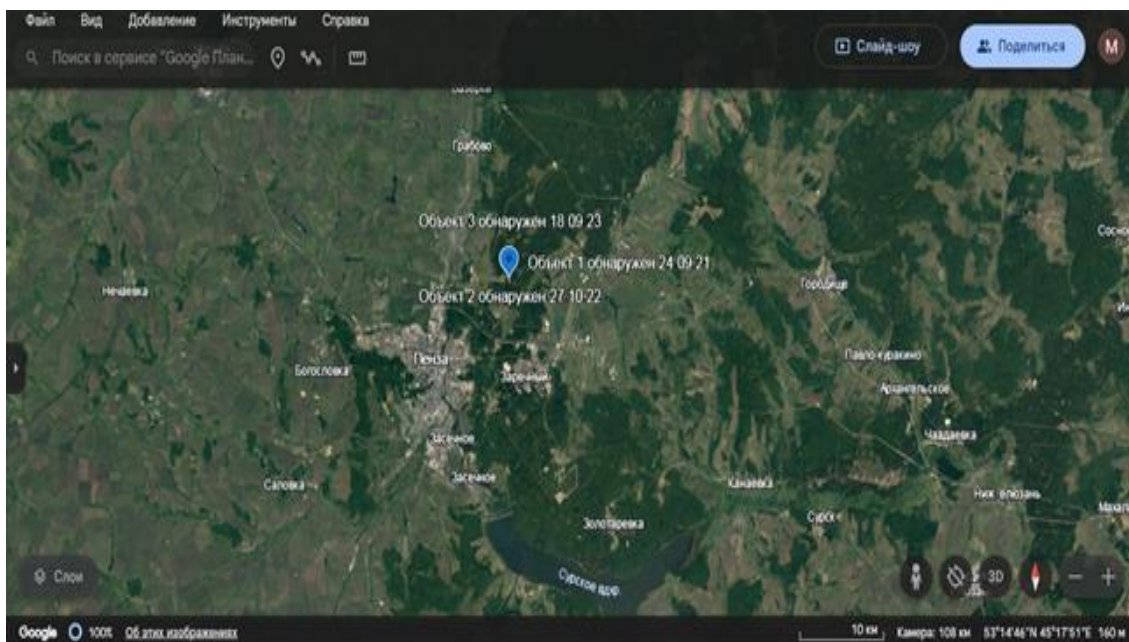 Файл Вид Добавление Инструменты Справка
Поиск в сервисе "Google План...
Слайд-шоу
Поделиться
М
Грабово
Объект 3 обнаружен 18 09 23
Объект 1 обнаружен 24 09-21
Объект 2 обнаружен 27 10-22
Нечаевка
Городище
Пенза
Богословка
Заречный
Павло-куракино
Архангельское
Чаадаевка
Засечное
Засечное
Саловка
Канаевка
Золотаревка
Сурск
Сурское вдхр.
Слои
3D
Google 100% Об этих изображениях
10 км Камера: 108 км 53°14'46"N 45°17'51"E 160 м